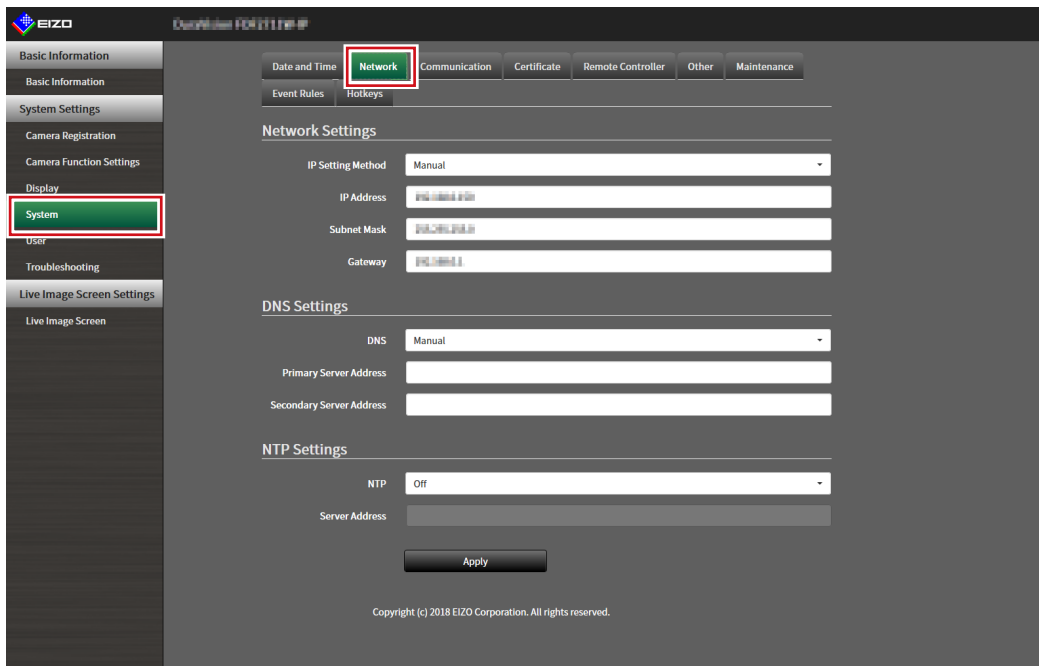 EIZO
Basic Information
Basic Information
System Settings
Camera Registration
Camera Function Settings
Display
System
User
Troubleshooting
Live Image Screen Settings
Live Image Screen
Date and Time Network Communication Certificate Remote Controller Other Maintenance
Event Rules Hotkeys
Network Settings
IP Setting Method Manual
IP Address
Subnet Mask
Gateway
DNS Settings
DNS Manual
Primary Server Address
Secondary Server Address
NTP Settings
NTP Off
Server Address
Apply
Copyright (c) 2018 EIZO Corporation. All rights reserved.